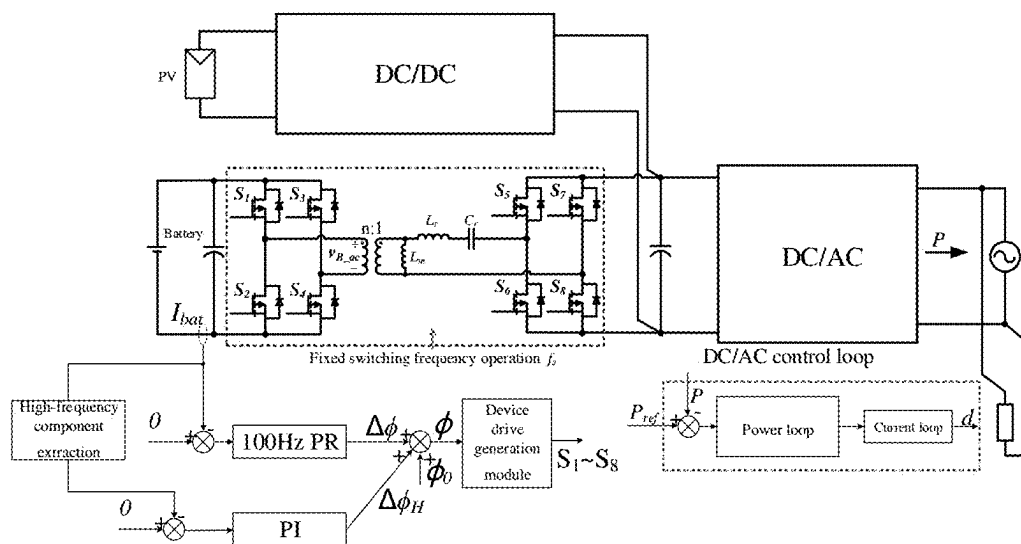 DC/DC
PV
S1
S3
S5
S7
Lr
Cr
n:1
Battery
+
vB_ac
-
Lm
DC/AC
P
S2
S4
S6
S8
Ibat
Fixed switching frequency operation fs
DC/AC control loop
High-frequency
component
extraction
0
+
-
100Hz PR
Δϕ
+
ϕ
+
+
ϕ0
Device
drive
generation
module
S1~S8
Pref
P
+
-
Power loop
Current loop
d
0
+
-
PI
ΔϕH